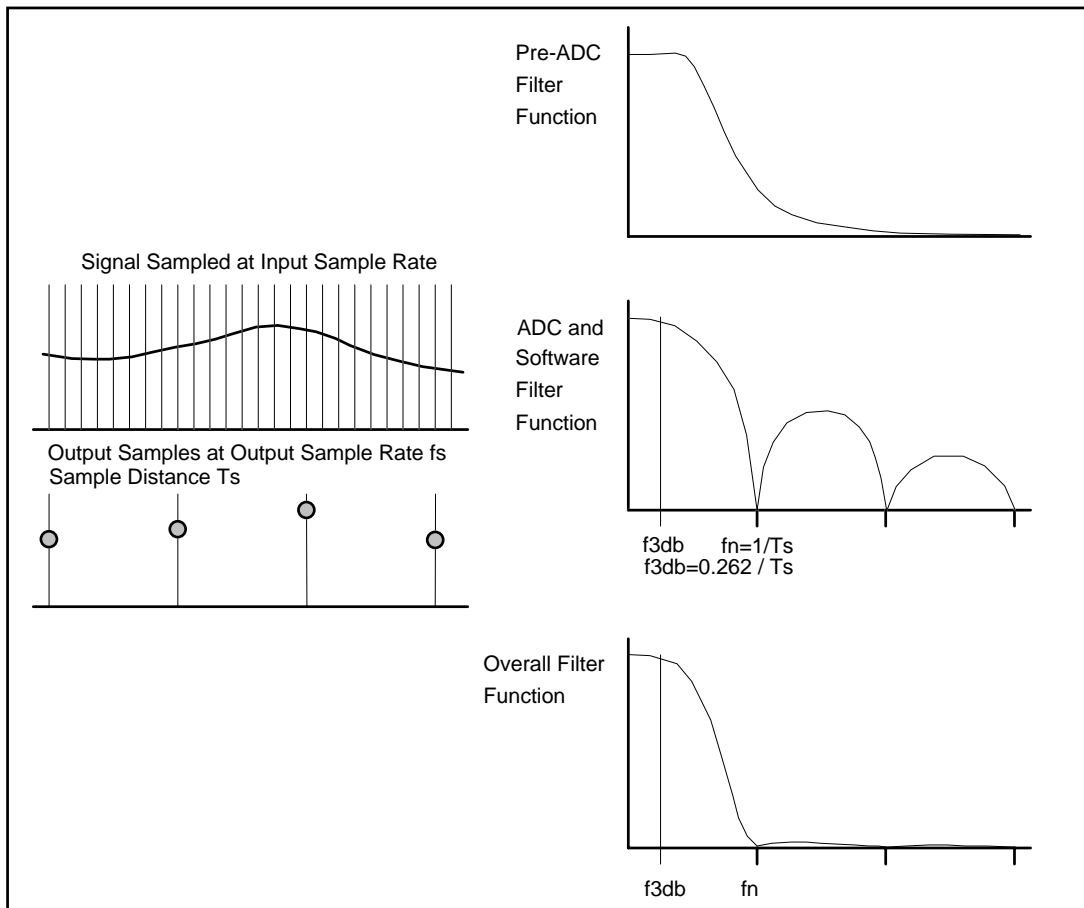 Pre-ADC
Filter
Function
Signal Sampled at Input Sample Rate
Output Samples at Output Sample Rate fs
Sample Distance Ts
ADC and
Software
Filter
Function
f3db fn=1/Ts
f3db=0.262 / Ts
Overall Filter
Function
f3db fn